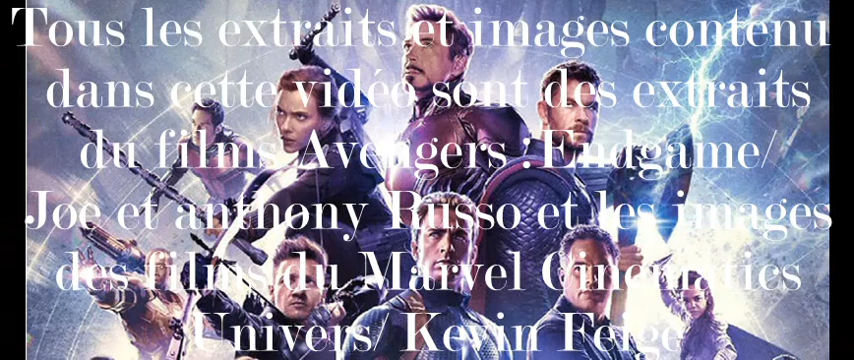 Tous les extraits et images contenu
dans cette vidéo sont des extraits
du films Avengers : Endgame/
Joe et anthony Russo et les images
des films du Marvel Cinematics
Univers/ Kevin Feige